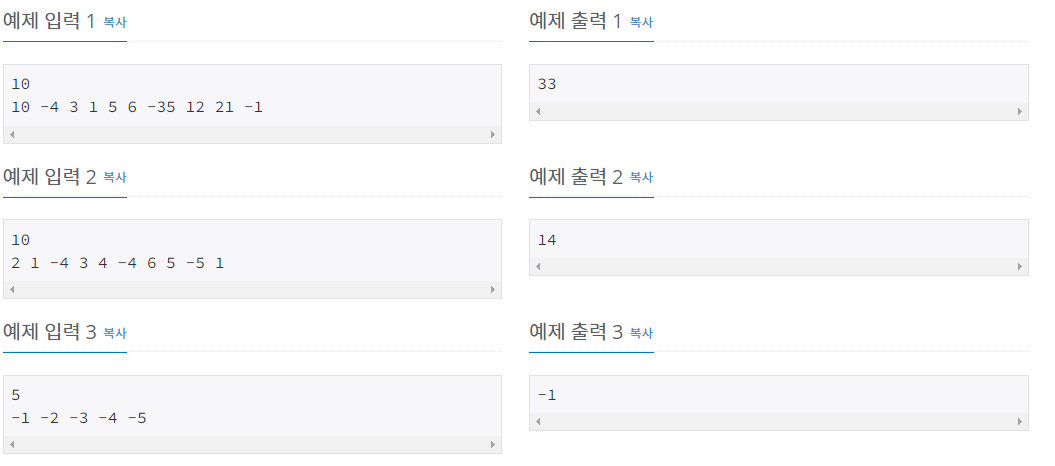 예제 입력 1 복사
예제 출력 1 복사
10
10 -4 3 1 5 6 -35 12 21 -1
33
예제 입력 2 복사
예제 출력 2 복사
10
2 1 -4 3 4 -4 6 5 -5 1
14
예제 입력 3 복사
예제 출력 3 복사
5
-1 -2 -3 -4 -5
-1